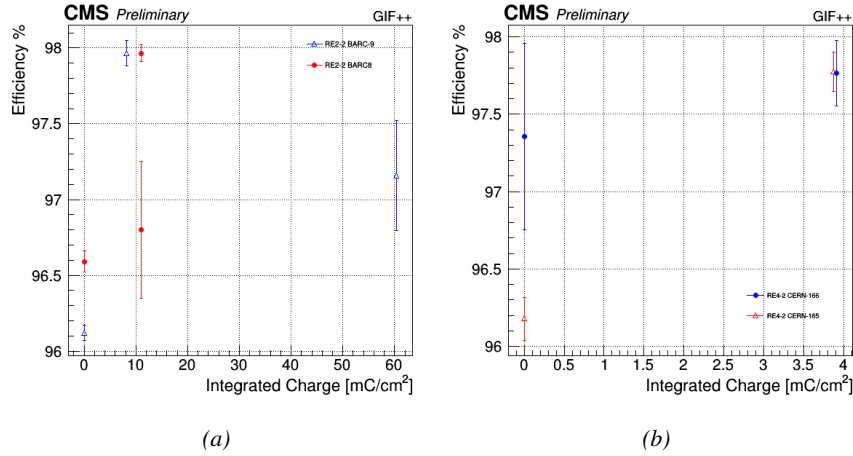 CMS Preliminary GIF++
Efficiency %
98
97.5
97
96.5
96
RE2-2 BARC-9
RE2-2 BARC8
0 10 20 30 40 50 60
Integrated Charge [mC/cm²]
(a)
CMS Preliminary GIF++
Efficiency %
98
97.5
97
96.5
96
RE4-2 CERN-166
RE4-2 CERN-165
0 0.5 1 1.5 2 2.5 3 3.5 4
Integrated Charge [mC/cm²]
(b)